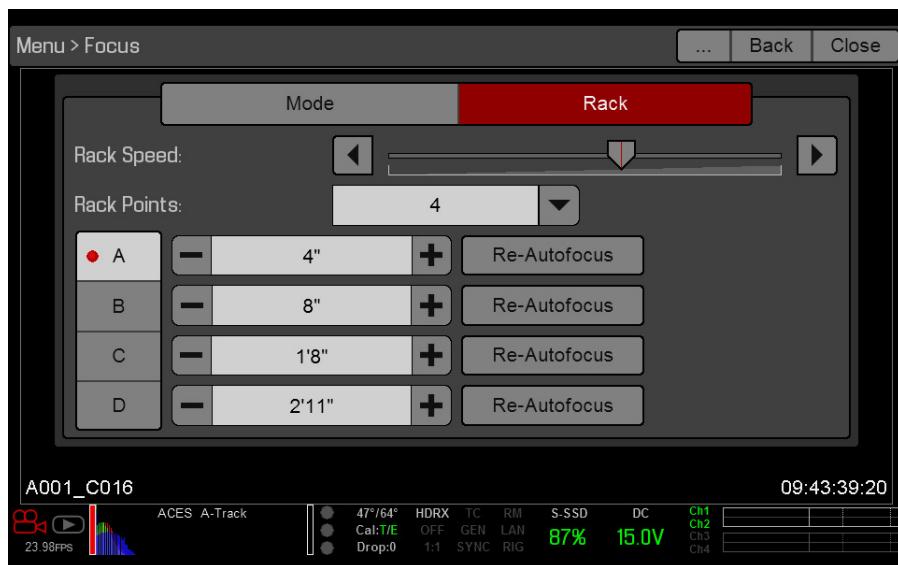 Menu > Focus ... Back Close
Mode Rack
Rack Speed:
Rack Points: 4
A 4" Re-Autofocus
B 8" Re-Autofocus
C 1'8" Re-Autofocus
D 2'11" Re-Autofocus
A001_C016 09:43:39:20
ACES A-Track 47°/64° HDRX TC RM S-SSD DC Ch1
Cal:T/E OFF GEN LAN 87% 15.0V Ch2
23.98FPS Drop:0 1:1 SYNC RIG Ch3
Ch4